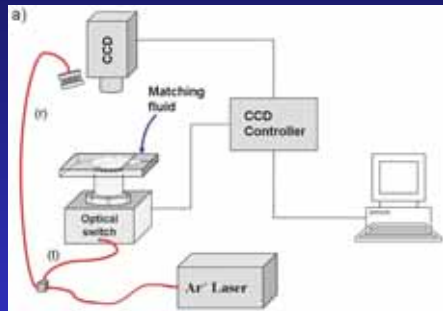 a)
CCD
(r)
Matching
fluid
CCD
Controller
Optical
switch
(t)
Ar⁺ Laser